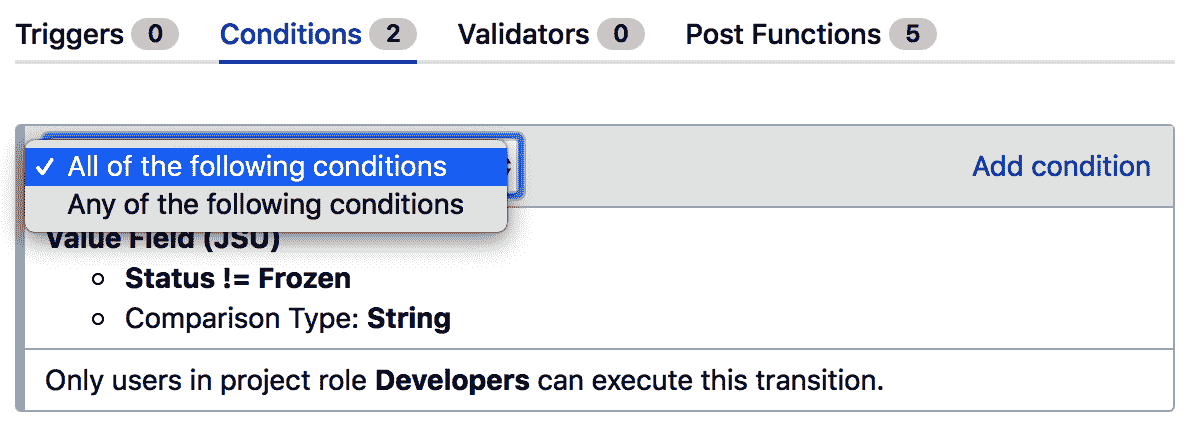 Triggers 0 Conditions 2 Validators 0 Post Functions 5
All of the following conditions Add condition
Any of the following conditions
Value Field (JSU)
Status != Frozen
Comparison Type: String
Only users in project role Developers can execute this transition.